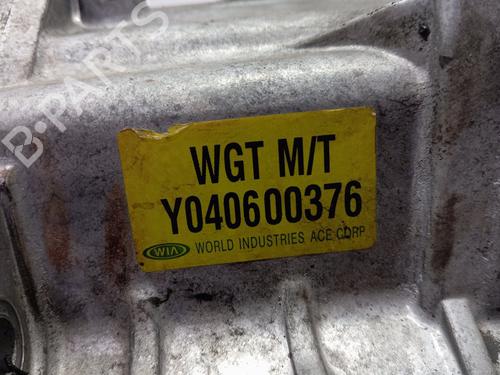 B-PARTS
WGT M/T
Y040600376
WIA WORLD INDUSTRIES ACE CORP